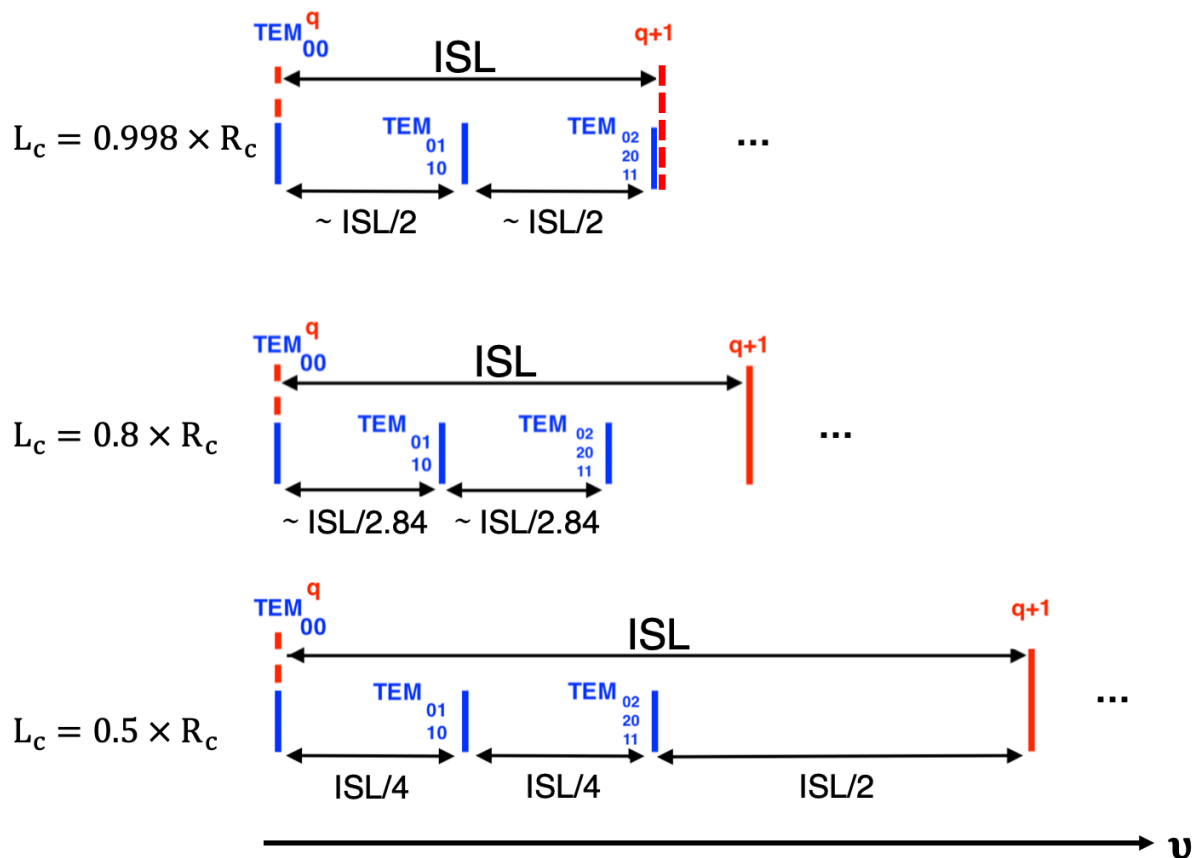 TEM 00 q
q+1
ISL
L_c = 0.998 × R_c
TEM 01 10
TEM 02 20 11
...
~ ISL/2
~ ISL/2
TEM 00 q
q+1
ISL
L_c = 0.8 × R_c
TEM 01 10
TEM 02 20 11
...
~ ISL/2.84
~ ISL/2.84
TEM 00 q
q+1
ISL
L_c = 0.5 × R_c
TEM 01 10
TEM 02 20 11
...
ISL/4
ISL/4
ISL/2
υ